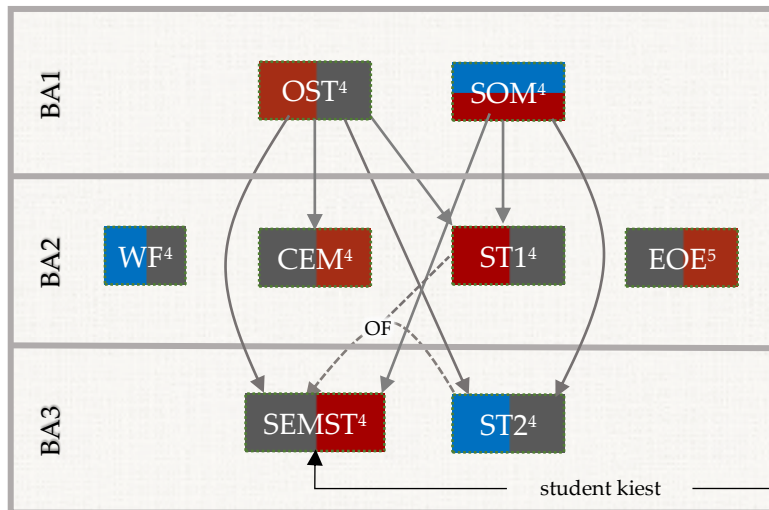 BA1
OST⁴
SOM⁴
BA2
WF⁴
CEM⁴
ST1⁴
EOE⁵
OF
BA3
SEMST⁴
ST2⁴
student kiest